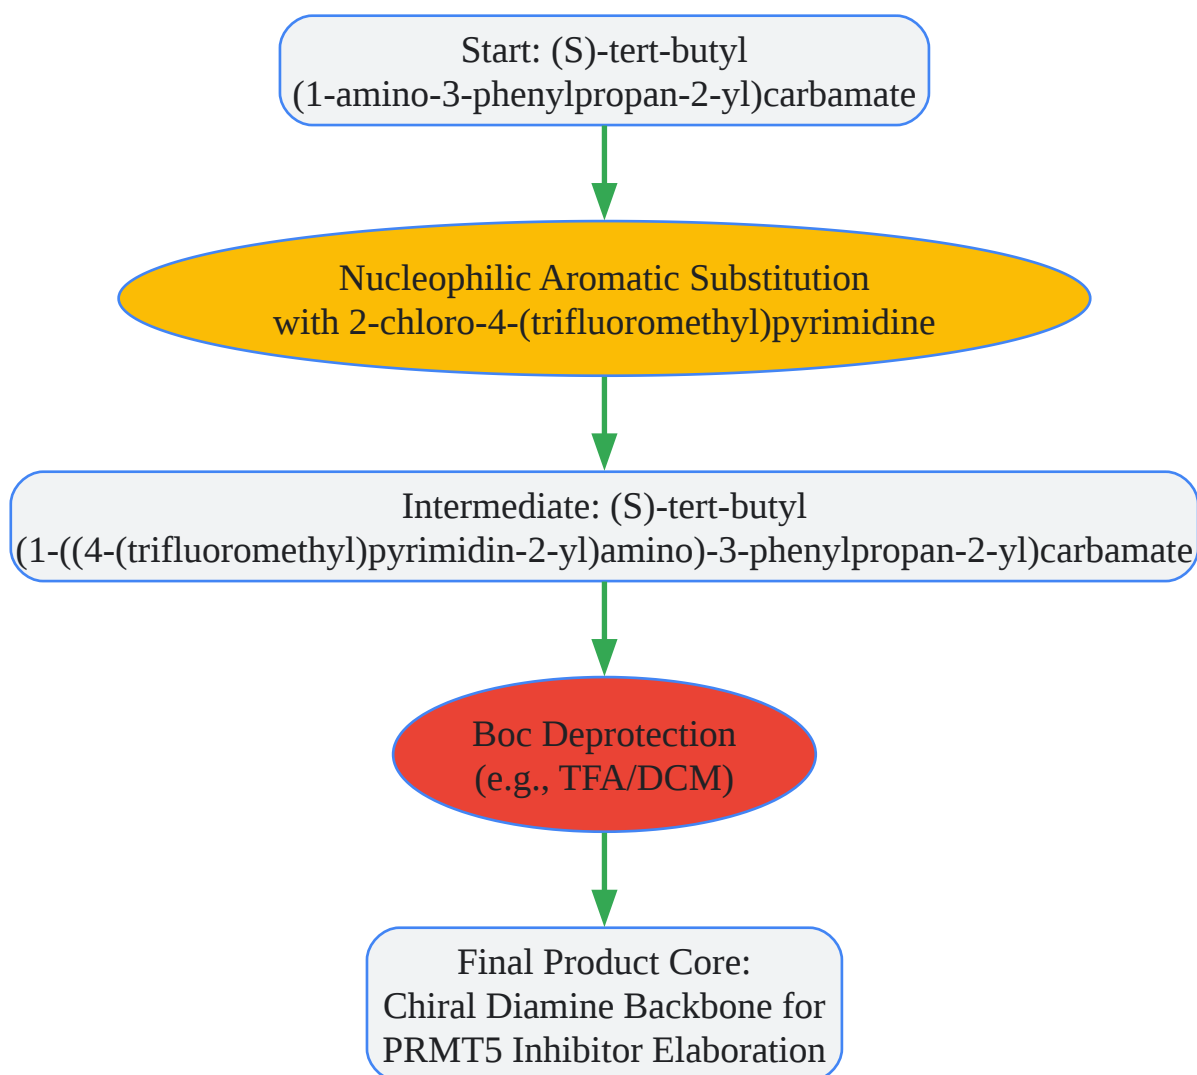 Start: (S)-tert-butyl
(1-amino-3-phenylpropan-2-yl)carbamate
Nucleophilic Aromatic Substitution
with 2-chloro-4-(trifluoromethyl)pyrimidine
Intermediate: (S)-tert-butyl
(1-((4-(trifluoromethyl)pyrimidin-2-yl)amino)-3-phenylpropan-2-yl)carbamate
Boc Deprotection
(e.g., TFA/DCM)
Final Product Core:
Chiral Diamine Backbone for
PRMT5 Inhibitor Elaboration